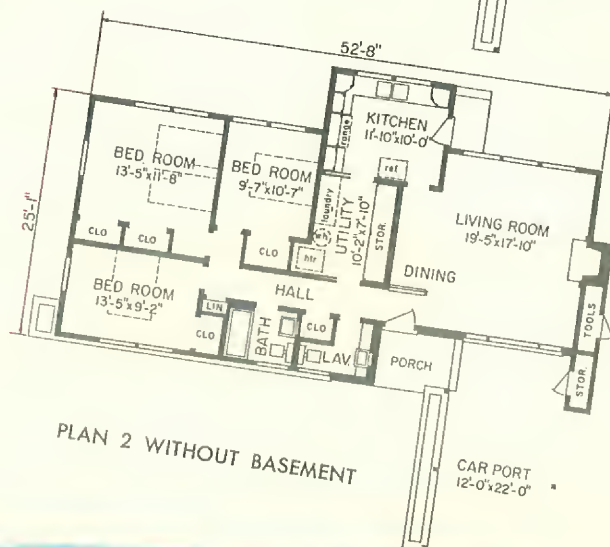 52'-8"
25'-1"
BED ROOM
13'-5"x11'-8"
BED ROOM
9'-7"x10'-7"
KITCHEN
11'-10"x10'-0"
range
ref
laundry
UTILITY
10'-2"x7'-10"
STOR.
htr
LIVING ROOM
19'-5"x17'-10"
DINING
CLO
CLO
CLO
BED ROOM
13'-5"x9'-2"
HALL
LIN
CLO
BATH
CLO
LAV.
PORCH
TOOLS
STOR.
CAR PORT
12'-0"x22'-0"
PLAN 2 WITHOUT BASEMENT